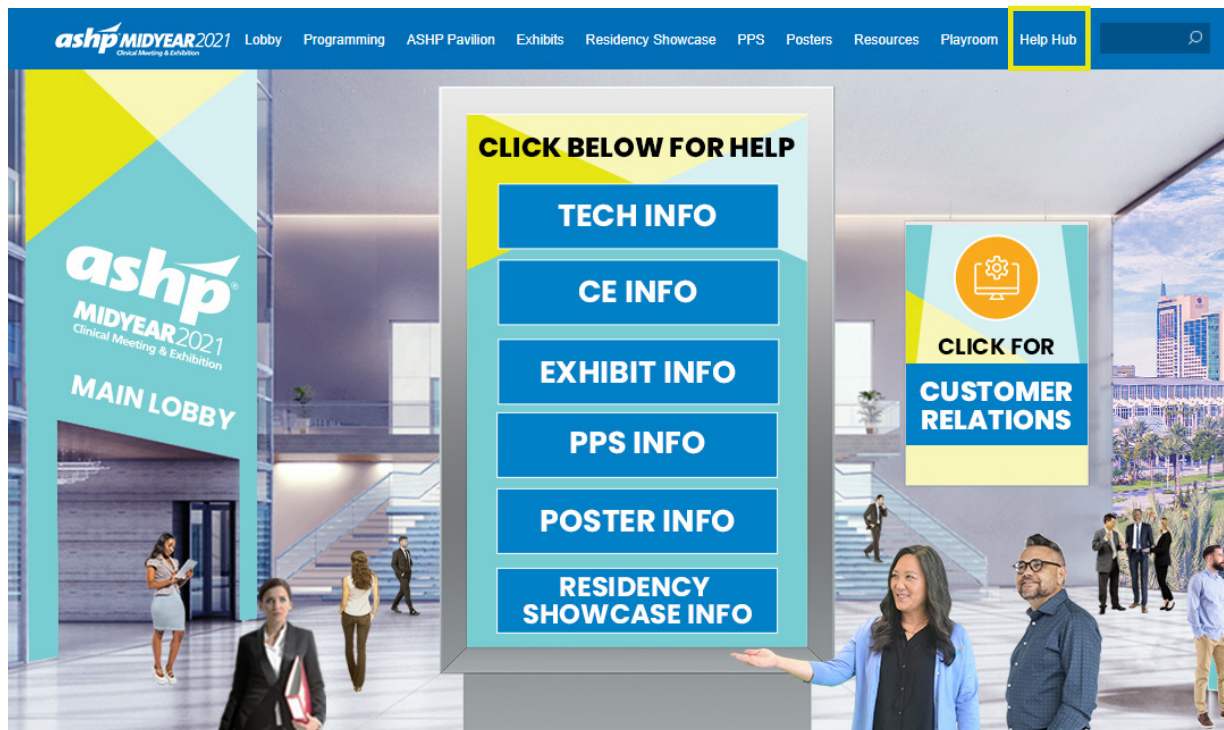 ashp MIDYEAR 2021
Clinical Meeting & Exhibition
Lobby Programming ASHP Pavilion Exhibits Residency Showcase PPS Posters Resources Playroom Help Hub
CLICK BELOW FOR HELP
TECH INFO
CE INFO
EXHIBIT INFO
PPS INFO
POSTER INFO
RESIDENCY
SHOWCASE INFO
ashp®
MIDYEAR 2021
Clinical Meeting & Exhibition
MAIN LOBBY
CLICK FOR
CUSTOMER
RELATIONS